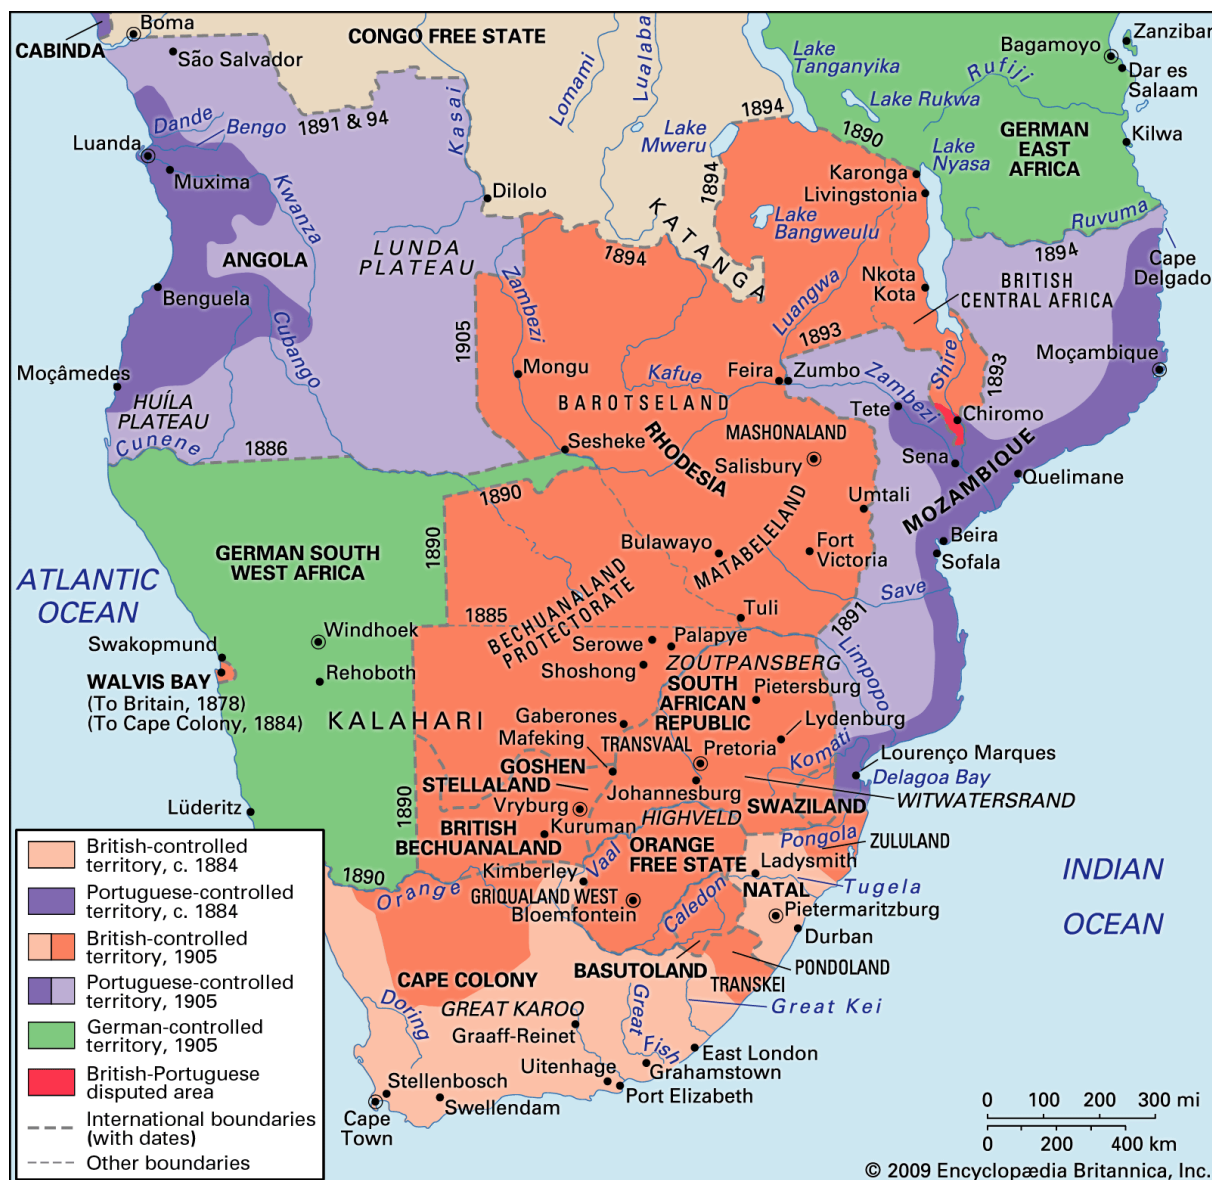 Boma
CABINDA
São Salvador
CONGO FREE STATE
Lomami
Lualaba
Lake
Tanganyika
Bagamoyo
Zanzibar
Dar es
Salaam
Rufiji
Lake Rukwa
Kilwa
GERMAN
EAST
AFRICA
1894
1890
Lake
Mweru
Lake
Nyasa
Dande
Bengo
1891 & 94
Kasai
Luanda
Muxima
Kwanza
Dilolo
1894
Karonga
Livingstonia
Lake
Bangweulu
Ruvuma
1894
Cape
Delgado
KATANGA
LUNDA
PLATEAU
ANGOLA
Zambezi
1894
Luangwa
Nkota
Kota
BRITISH
CENTRAL AFRICA
Benguela
Cubango
1905
1893
Shire
1893
Moçambique
Moçâmedes
Mongu
Kafue
Feira
Zumbo
Zambezi
HUÍLA
PLATEAU
BAROTSELAND
Tete
Chiromo
Cunene
1886
Sesheke
RHODESIA
MASHONALAND
Salisbury
Sena
MOZAMBIQUE
Quelimane
1890
Umtali
1890
GERMAN SOUTH
WEST AFRICA
Bulawayo
MATABELELAND
Fort
Victoria
Beira
Sofala
ATLANTIC
OCEAN
BECHUANALAND
PROTECTORATE
Save
1885
Tuli
1891
Windhoek
Swakopmund
Serowe
Palapye
Limpopo
WALVIS BAY
(To Britain, 1878)
(To Cape Colony, 1884)
Rehoboth
Shoshong
ZOUTPANSBERG
SOUTH
AFRICAN
REPUBLIC
Pietersburg
KALAHARI
Gaberones
Lydenburg
Mafeking
TRANSVAAL
Pretoria
Komati
Lourenço Marques
GOSHEN
STELLALAND
Delagoa Bay
Johannesburg
WITWATERSRAND
Lüderitz
1890
Vryburg
SWAZILAND
HIGHVELD
BRITISH
BECHUANALAND
Kuruman
ORANGE
FREE STATE
Pongola
ZULULAND
1890
Orange
Kimberley
Vaal
Ladysmith
GRIQUALAND WEST
Bloemfontein
Caledon
NATAL
Tugela
Pietermaritzburg
Durban
INDIAN
OCEAN
CAPE COLONY
BASUTOLAND
PONDOLAND
TRANSKEI
Doring
GREAT KAROO
Great Fish
Great Kei
Graaff-Reinet
East London
Uitenhage
Grahamstown
Stellenbosch
Port Elizabeth
Cape
Town
Swellendam
British-controlled
territory, c. 1884
Portuguese-controlled
territory, c. 1884
British-controlled
territory, 1905
Portuguese-controlled
territory, 1905
German-controlled
territory, 1905
British-Portuguese
disputed area
International boundaries
(with dates)
Other boundaries
0 100 200 300 mi
0 200 400 km
© 2009 Encyclopædia Britannica, Inc.